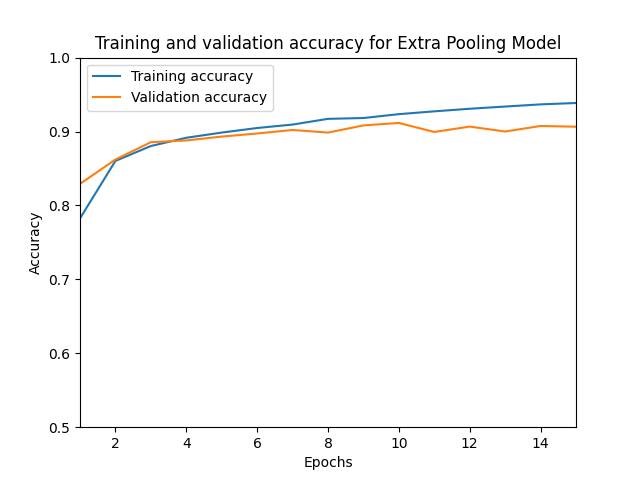 Training and validation accuracy for Extra Pooling Model
Training accuracy
Validation accuracy
Accuracy
1.0
0.9
0.8
0.7
0.6
0.5
2 4 6 8 10 12 14
Epochs